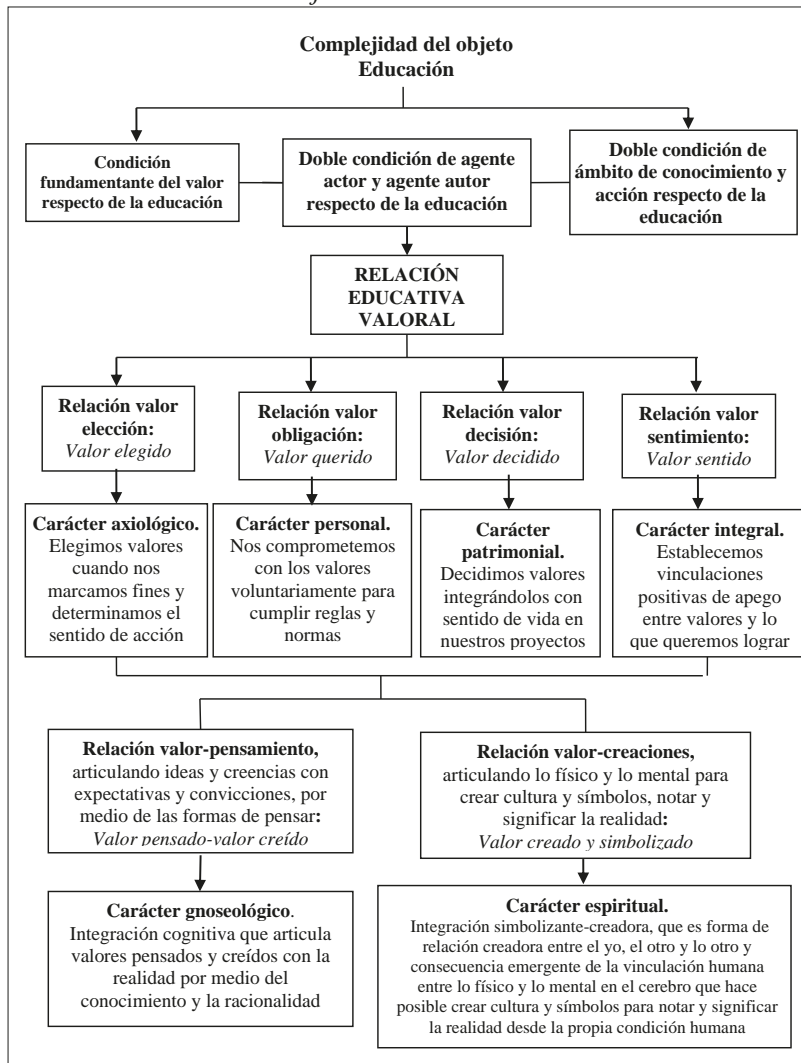 Complejidad del objeto
Educación
Condición
fundamentante del valor
respecto de la educación
Doble condición de agente
actor y agente autor
respecto de la educación
Doble condición de
ámbito de conocimiento y
acción respecto de la
educación
RELACIÓN
EDUCATIVA
VALORAL
Relación valor
elección:
Valor elegido
Relación valor
obligación:
Valor querido
Relación valor
decisión:
Valor decidido
Relación valor
sentimiento:
Valor sentido
Carácter axiológico.
Elegimos valores
cuando nos
marcamos fines y
determinamos el
sentido de acción
Carácter personal.
Nos comprometemos
con los valores
voluntariamente para
cumplir reglas y
normas
Carácter
patrimonial.
Decidimos valores
integrándolos con
sentido de vida en
nuestros proyectos
Carácter integral.
Establecemos
vinculaciones
positivas de apego
entre valores y lo
que queremos lograr
Relación valor-pensamiento,
articulando ideas y creencias con
expectativas y convicciones, por
medio de las formas de pensar:
Valor pensado-valor creído
Relación valor-creaciones,
articulando lo físico y lo mental para
crear cultura y símbolos, notar y
significar la realidad:
Valor creado y simbolizado
Carácter gnoseológico.
Integración cognitiva que articula
valores pensados y creídos con la
realidad por medio del
conocimiento y la racionalidad
Carácter espiritual.
Integración simbolizante-creadora, que es forma de
relación creadora entre el yo, el otro y lo otro y
consecuencia emergente de la vinculación humana
entre lo físico y lo mental en el cerebro que hace
posible crear cultura y símbolos para notar y significar
la realidad desde la propia condición humana